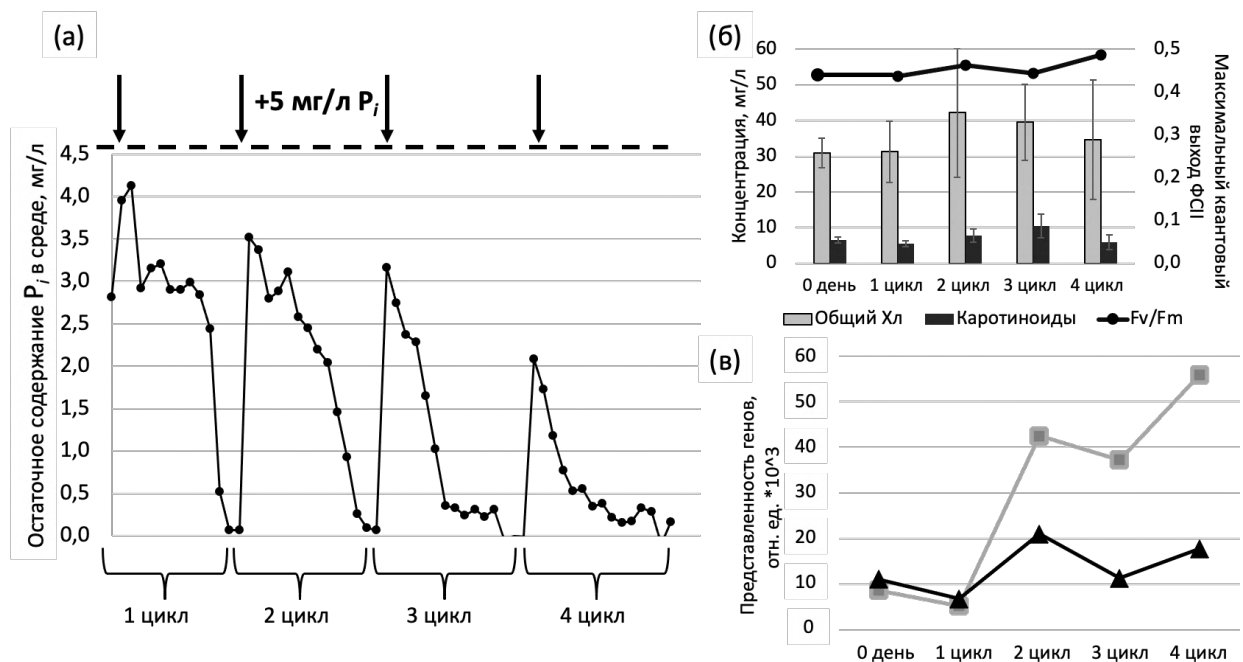 (а)
+5 мг/л Pi
Остаточное содержание Pi в среде, мг/л
4,5
4,0
3,5
3,0
2,5
2,0
1,5
1,0
0,5
0,0
1 цикл 2 цикл 3 цикл 4 цикл
(б)
Концентрация, мг/л
60
50
40
30
20
10
0
0,5
0,4
0,3
0,2
0,1
0,0
Максимальный квантовый
выход ФСII
0 день 1 цикл 2 цикл 3 цикл 4 цикл
Общий Хл Каротиноиды Fv/Fm
(в)
Представленность генов,
отн. ед. *10^3
60
50
40
30
20
10
0
0 день 1 цикл 2 цикл 3 цикл 4 цикл